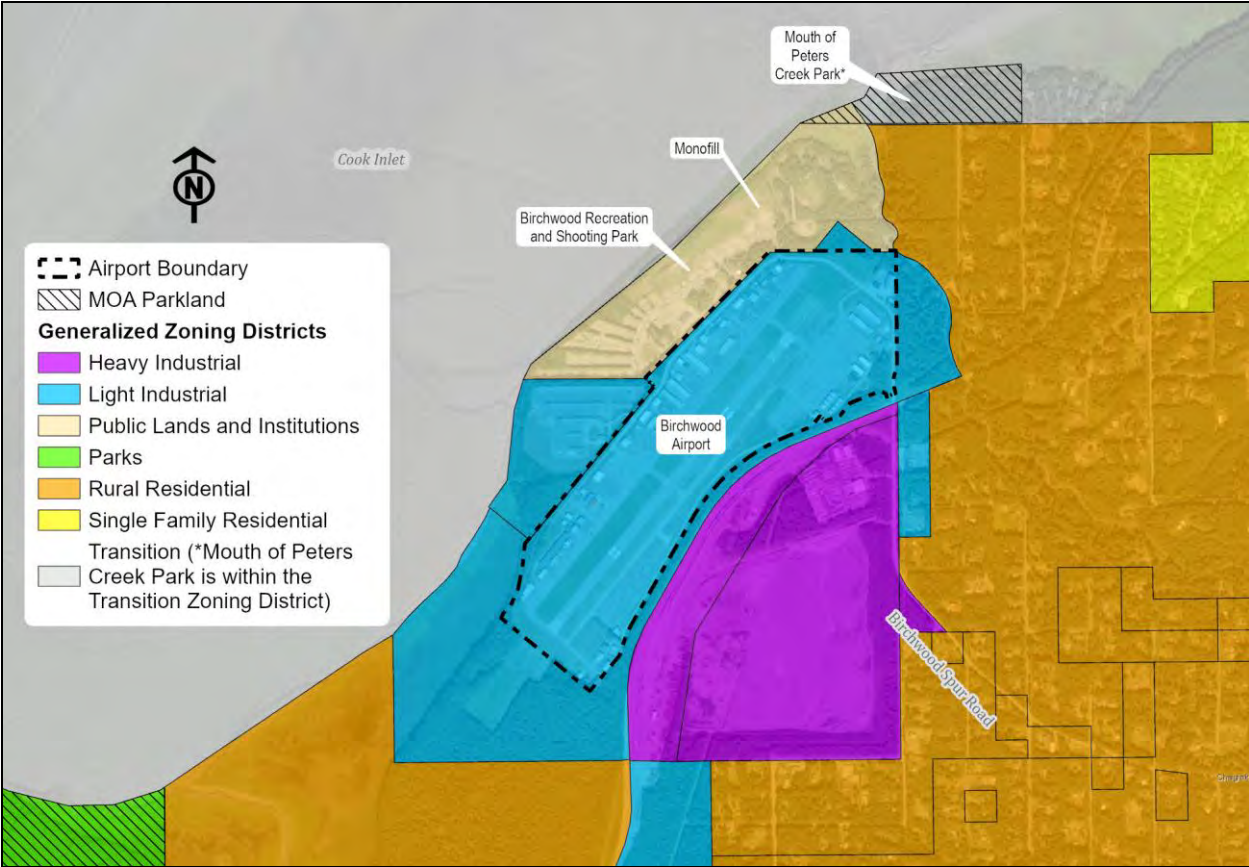 Mouth of
Peters
Creek Park*
Monofill
Cook Inlet
N
Birchwood Recreation
and Shooting Park
Airport Boundary
MOA Parkland
Generalized Zoning Districts
Heavy Industrial
Light Industrial
Public Lands and Institutions
Parks
Rural Residential
Single Family Residential
Transition (*Mouth of Peters
Creek Park is within the
Transition Zoning District)
Birchwood
Airport
Birchwood Spur Road